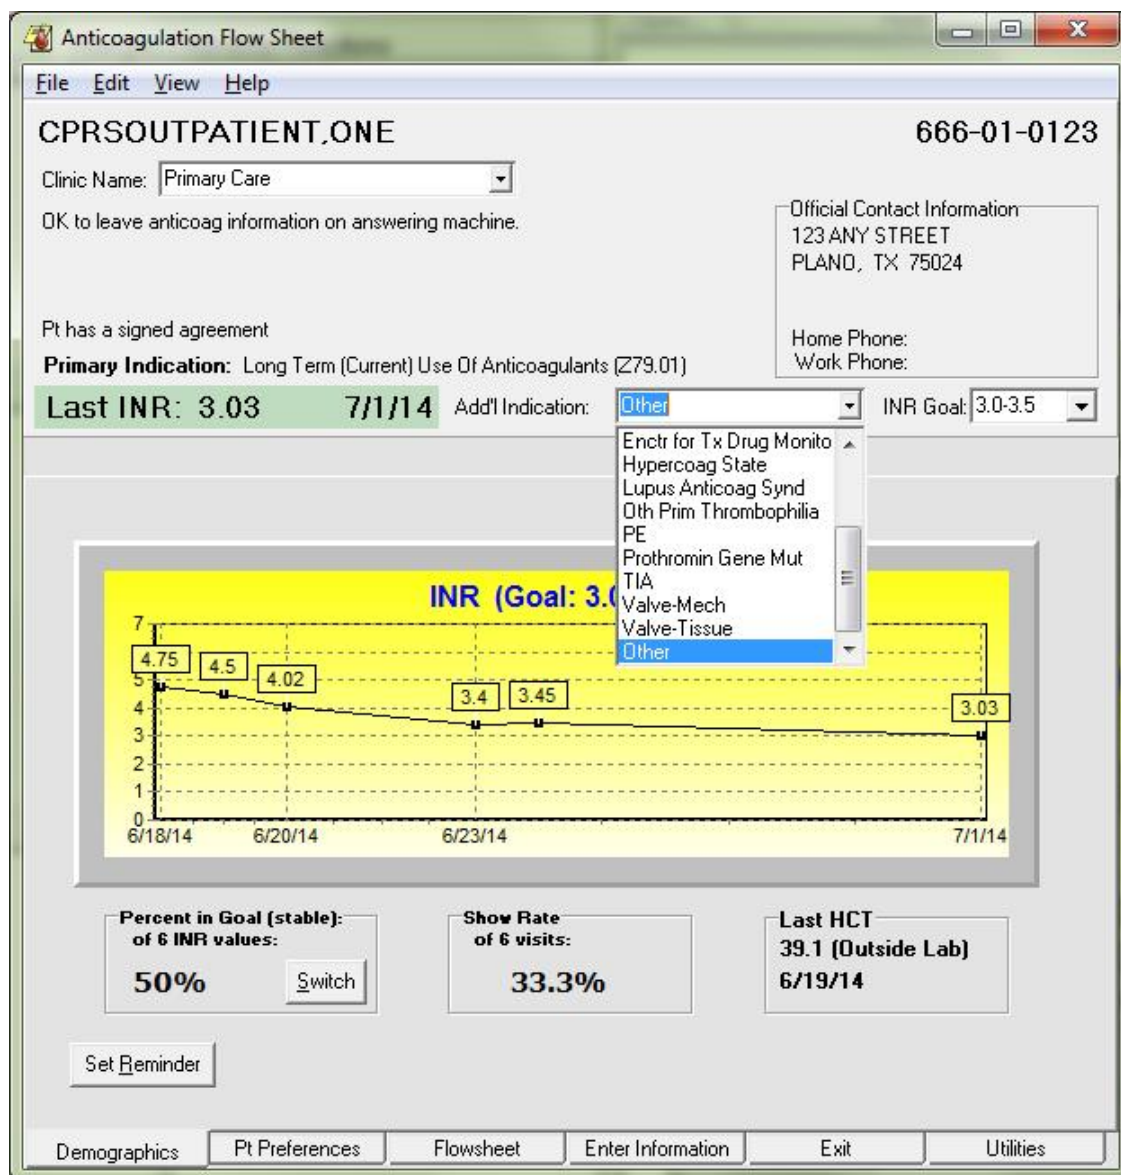 Anticoagulation Flow Sheet
File Edit View Help
CPRSOUTPATIENT,ONE 666-01-0123
Clinic Name: Primary Care
OK to leave anticoag information on answering machine.
Official Contact Information
123 ANY STREET
PLANO, TX 75024
Pt has a signed agreement
Home Phone:
Primary Indication: Long Term (Current) Use Of Anticoagulants (Z79.01)
Work Phone:
Last INR: 3.03 7/1/14 Add'l Indication: Other INR Goal: 3.0-3.5
Enctr for Tx Drug Monito
Hypercoag State
Lupus Anticoag Synd
Oth Prim Thrombophilia
PE
Prothromin Gene Mut
TIA
Valve-Mech
Valve-Tissue
Other
INR (Goal: 3.0
7
4.75 4.5 4.02 3.4 3.45 3.03
5
4
3
2
1
0
6/18/14 6/20/14 6/23/14 7/1/14
Percent in Goal (stable):
of 6 INR values:
50% Switch
Show Rate
of 6 visits:
33.3%
Last HCT
39.1 (Outside Lab)
6/19/14
Set Reminder
Demographics Pt Preferences Flowsheet Enter Information Exit Utilities